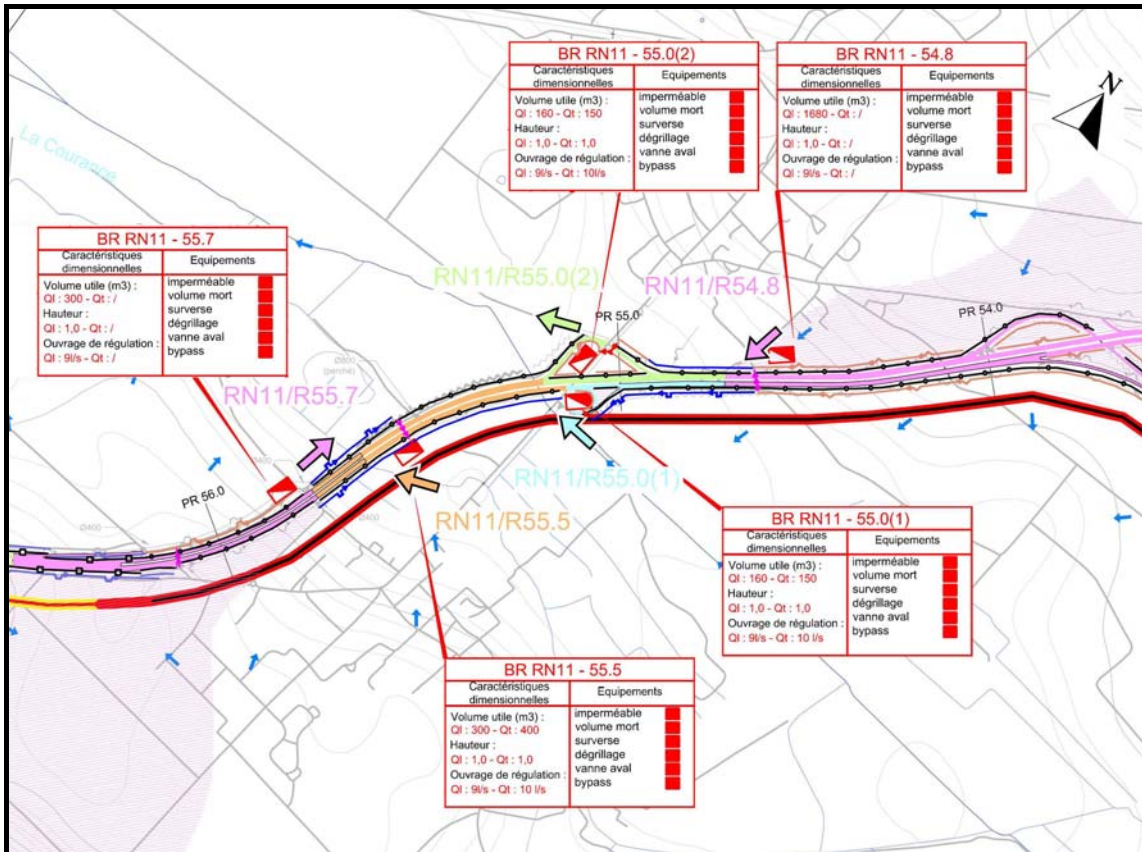 BR RN11 - 55.0(2)
Caractéristiques dimensionnelles
Equipements
Volume utile (m3) :
Ql : 160 - Qt : 150
Hauteur :
Ql : 1,0 - Qt : 1,0
Ouvrage de régulation :
Ql : 9l/s - Qt : 10l/s
imperméable
volume mort
surverse
dégrillage
vanne aval
bypass
BR RN11 - 54.8
Caractéristiques dimensionnelles
Equipements
Volume utile (m3) :
Ql : 1680 - Qt : /
Hauteur :
Ql : 1,0 - Qt : /
Ouvrage de régulation :
Ql : 9l/s - Qt : /
imperméable
volume mort
surverse
dégrillage
vanne aval
bypass
N
La Courance
BR RN11 - 55.7
Caractéristiques dimensionnelles
Equipements
Volume utile (m3) :
Ql : 300 - Qt : /
Hauteur :
Ql : 1,0 - Qt : /
Ouvrage de régulation :
Ql : 9l/s - Qt : /
imperméable
volume mort
surverse
dégrillage
vanne aval
bypass
RN11/R55.0(2)
RN11/R54.8
PR 55.0
PR 54.0
Ø800
(perché)
RN11/R55.7
Ø400
PR 56.0
Ø400
Ø400
RN11/R55.0(1)
RN11/R55.5
BR RN11 - 55.0(1)
Caractéristiques dimensionnelles
Equipements
Volume utile (m3) :
Ql : 160 - Qt : 150
Hauteur :
Ql : 1,0 - Qt : 1,0
Ouvrage de régulation :
Ql : 9l/s - Qt : 10 l/s
imperméable
volume mort
surverse
dégrillage
vanne aval
bypass
BR RN11 - 55.5
Caractéristiques dimensionnelles
Equipements
Volume utile (m3) :
Ql : 300 - Qt : 400
Hauteur :
Ql : 1,0 - Qt : 1,0
Ouvrage de régulation :
Ql : 9l/s - Qt : 10 l/s
imperméable
volume mort
surverse
dégrillage
vanne aval
bypass